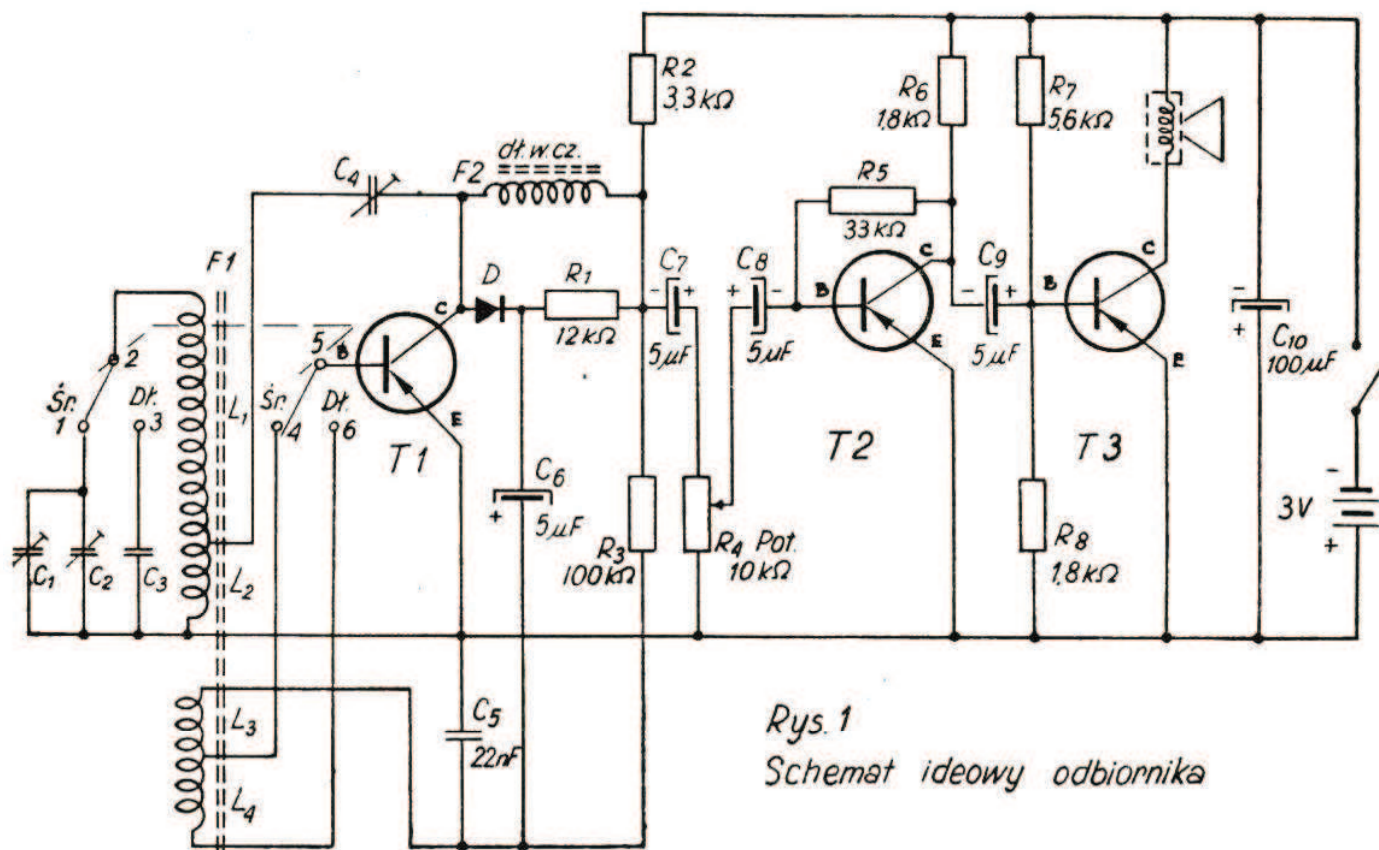 R2
3,3kΩ
R6
1,8kΩ
R7
5,6kΩ
C4
F2
dł. w. cz.
R5
33kΩ
F1
D
R1
12kΩ
C7
- +
5µF
C8
+ -
5µF
C9
- +
5µF
C
B
E
T1
C
B
E
T2
C
B
E
T3
-
+
C10
100µF
2
5
Śr.
1
Dł.
3
Śr.
4
Dł.
6
L1
C6
+
5µF
R3
100kΩ
R4 Pot.
10kΩ
R8
1,8kΩ
3V
-
+
C1
C2
C3
L2
L3
L4
C5
22nF
Rys. 1
Schemat ideowy odbiornika